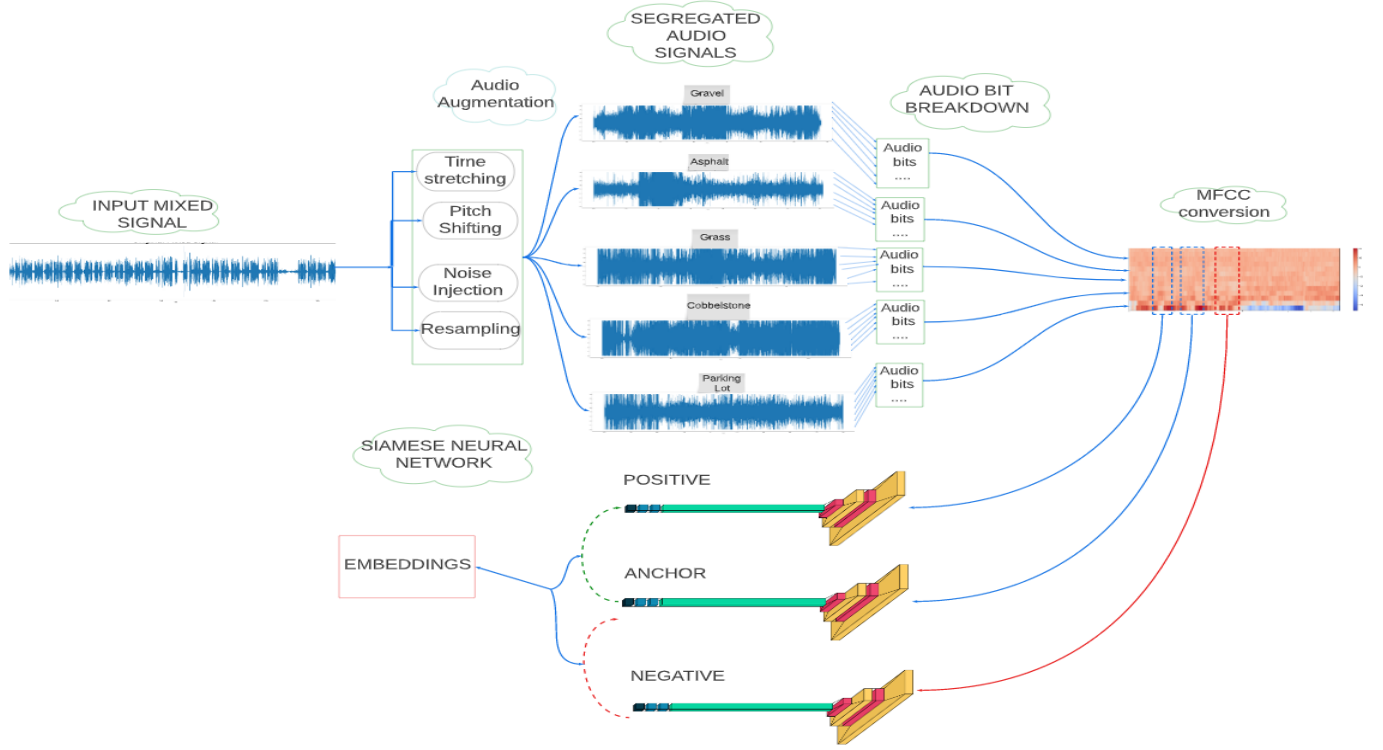 SEGREGATED
AUDIO
SIGNALS
Audio
Augmentation
AUDIO BIT
BREAKDOWN
Gravel
Time
stretching
Asphalt
Audio
bits
....
INPUT MIXED
SIGNAL
Pitch
Shifting
Audio
bits
....
MFCC
conversion
Grass
Noise
Injection
Audio
bits
....
Cobbelstone
Resampling
Audio
bits
....
Parking
Lot
Audio
bits
....
SIAMESE NEURAL
NETWORK
POSITIVE
EMBEDDINGS
ANCHOR
NEGATIVE